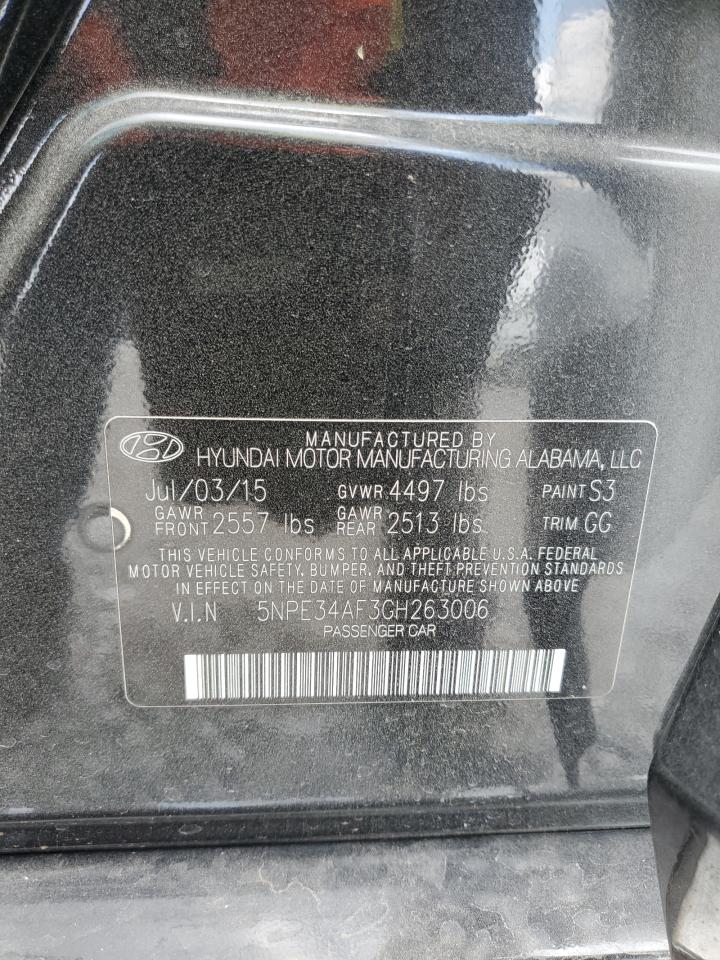 MANUFACTURED BY
HYUNDAI MOTOR MANUFACTURING ALABAMA, LLC
Jul/03/15 GVWR 4497 lbs PAINT S3
GAWR FRONT 2557 lbs GAWR REAR 2513 lbs TRIM GG
THIS VEHICLE CONFORMS TO ALL APPLICABLE U.S.A. FEDERAL
MOTOR VEHICLE SAFETY, BUMPER, AND THEFT PREVENTION STANDARDS
IN EFFECT ON THE DATE OF MANUFACTURE SHOWN ABOVE
V.I.N 5NPE34AF3GH263006
PASSENGER CAR